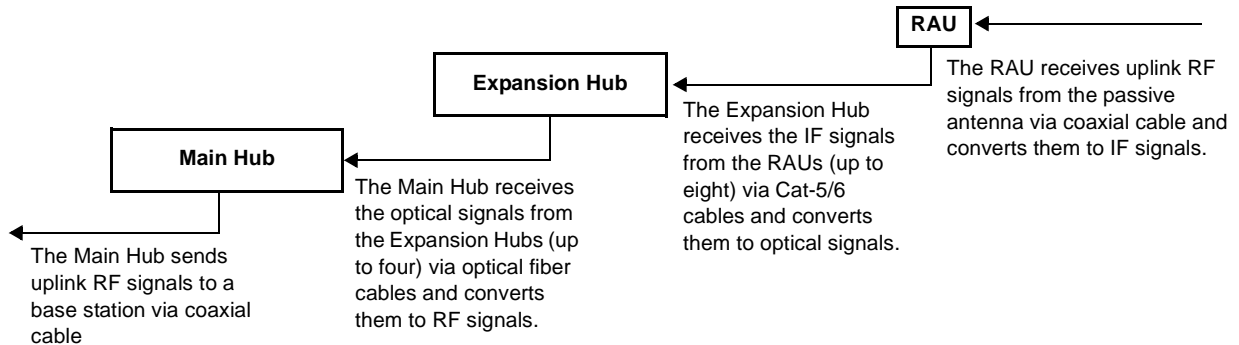 RAU
The RAU receives uplink RF
signals from the passive
antenna via coaxial cable and
converts them to IF signals.
Expansion Hub
The Expansion Hub
receives the IF signals
from the RAUs (up to
eight) via Cat-5/6
cables and converts
them to optical signals.
Main Hub
The Main Hub receives
the optical signals from
the Expansion Hubs (up
to four) via optical fiber
cables and converts
them to RF signals.
The Main Hub sends
uplink RF signals to a
base station via coaxial
cable